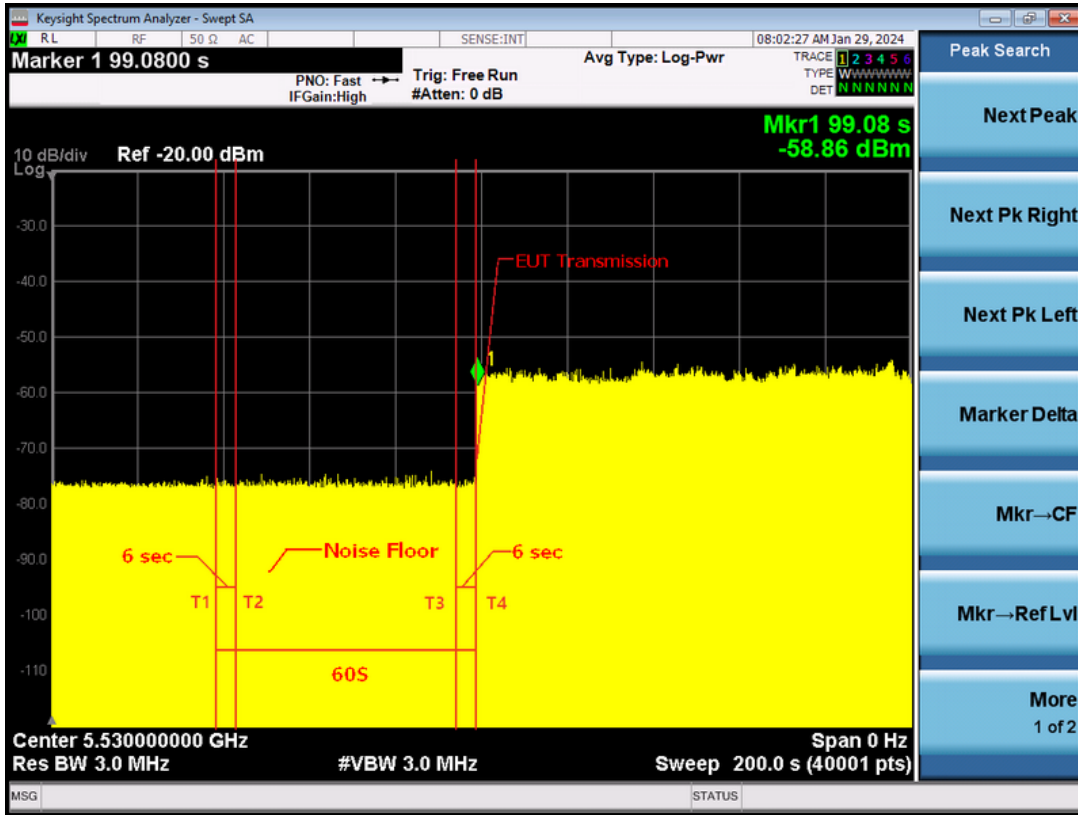 Keysight Spectrum Analyzer - Swept SA
LXI RL RF 50 Ω AC SENSE:INT 08:02:27 AM Jan 29, 2024
Marker 1 99.0800 s
PNO: Fast
IFGain:High
Trig: Free Run
#Atten: 0 dB
Avg Type: Log-Pwr
TRACE 1 2 3 4 5 6
TYPE WWWWWWW
DET N N N N N N
Peak Search
Next Peak
Next Pk Right
Next Pk Left
Marker Delta
Mkr→CF
Mkr→Ref Lvl
More
1 of 2
Mkr1 99.08 s
-58.86 dBm
10 dB/div Ref -20.00 dBm
Log
-30.0
-40.0
-50.0
-60.0
-70.0
-80.0
-90.0
-100
-110
EUT Transmission
1
6 sec
Noise Floor
6 sec
T1 T2 T3 T4
60S
Center 5.530000000 GHz Span 0 Hz
Res BW 3.0 MHz #VBW 3.0 MHz Sweep 200.0 s (40001 pts)
MSG STATUS